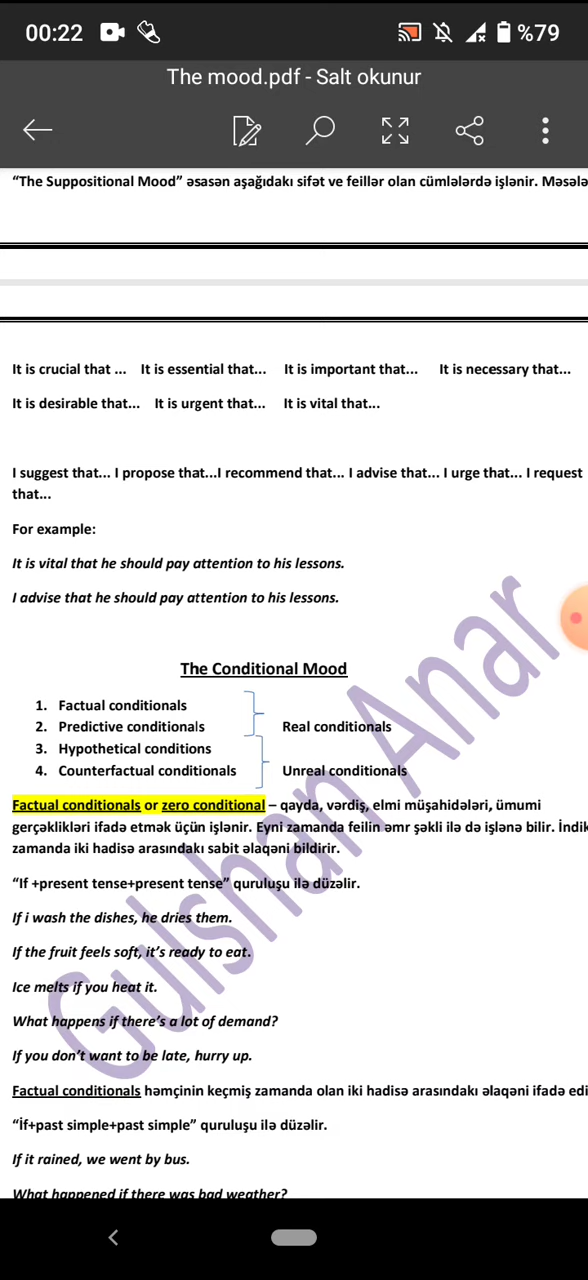 00:22
%79
The mood.pdf - Salt okunur
“The Suppositional Mood” əsasən aşağıdakı sifət ve feillər olan cümlələrdə işlənir. Məsələ
It is crucial that ... It is essential that... It is important that... It is necessary that...
It is desirable that... It is urgent that... It is vital that...
I suggest that... I propose that...I recommend that... I advise that... I urge that... I request
that...
For example:
It is vital that he should pay attention to his lessons.
I advise that he should pay attention to his lessons.
The Conditional Mood
1. Factual conditionals
2. Predictive conditionals Real conditionals
3. Hypothetical conditions
4. Counterfactual conditionals Unreal conditionals
Factual conditionals or zero conditional – qayda, vərdiş, elmi müşahidələri, ümumi
gerçəklikləri ifadə etmək üçün işlənir. Eyni zamanda feilin əmr şəkli ilə də işlənə bilir. İndik
zamanda iki hadisə arasındakı sabit əlaqəni bildirir.
“If +present tense+present tense” quruluşu ilə düzəlir.
If i wash the dishes, he dries them.
If the fruit feels soft, it’s ready to eat.
Ice melts if you heat it.
What happens if there’s a lot of demand?
If you don’t want to be late, hurry up.
Factual conditionals həmçinin keçmiş zamanda olan iki hadisə arasındakı əlaqəni ifadə edi
“İf+past simple+past simple” quruluşu ilə düzəlir.
If it rained, we went by bus.
What happened if there was bad weather?
Gulshan Anar